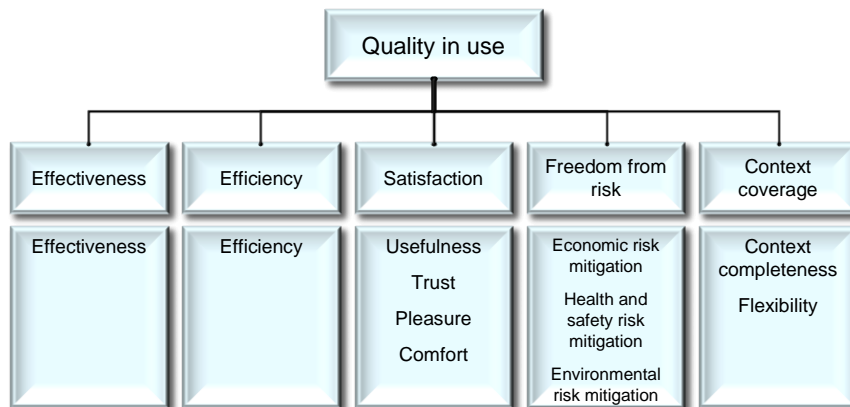 Quality in use
Effectiveness
Efficiency
Satisfaction
Freedom from
risk
Context
coverage
Effectiveness
Efficiency
Usefulness
Trust
Pleasure
Comfort
Economic risk
mitigation
Health and
safety risk
mitigation
Environmental
risk mitigation
Context
completeness
Flexibility